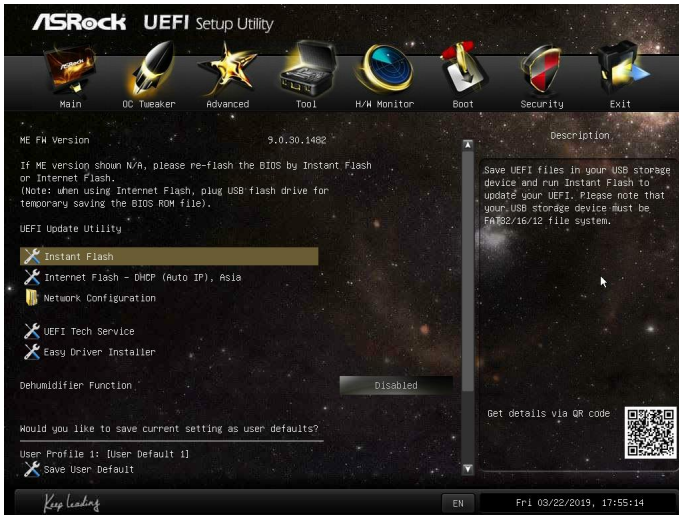 ASRock UEFI Setup Utility
ASRock
Main OC Tweaker Advanced Tool H/W Monitor Boot Security Exit
ME FW Version 9.0.30.1482
If ME version shown N/A, please re-flash the BIOS by Instant Flash
or Internet Flash.
(Note: when using Internet Flash, plug USB flash drive for
temporary saving the BIOS ROM file).
UEFI Update Utility
Instant Flash
Internet Flash - DHCP (Auto IP), Asia
Network Configuration
UEFI Tech Service
Easy Driver Installer
Dehumidifier Function Disabled
Would you like to save current setting as user defaults?
User Profile 1: [User Default 1]
Save User Default
Description
Save UEFI files in your USB storage
device and run Instant Flash to
update your UEFI. Please note that
your USB storage device must be
FAT32/16/12 file system.
Get details via QR code
Keep Leading
EN
Fri 03/22/2019, 17:55:14